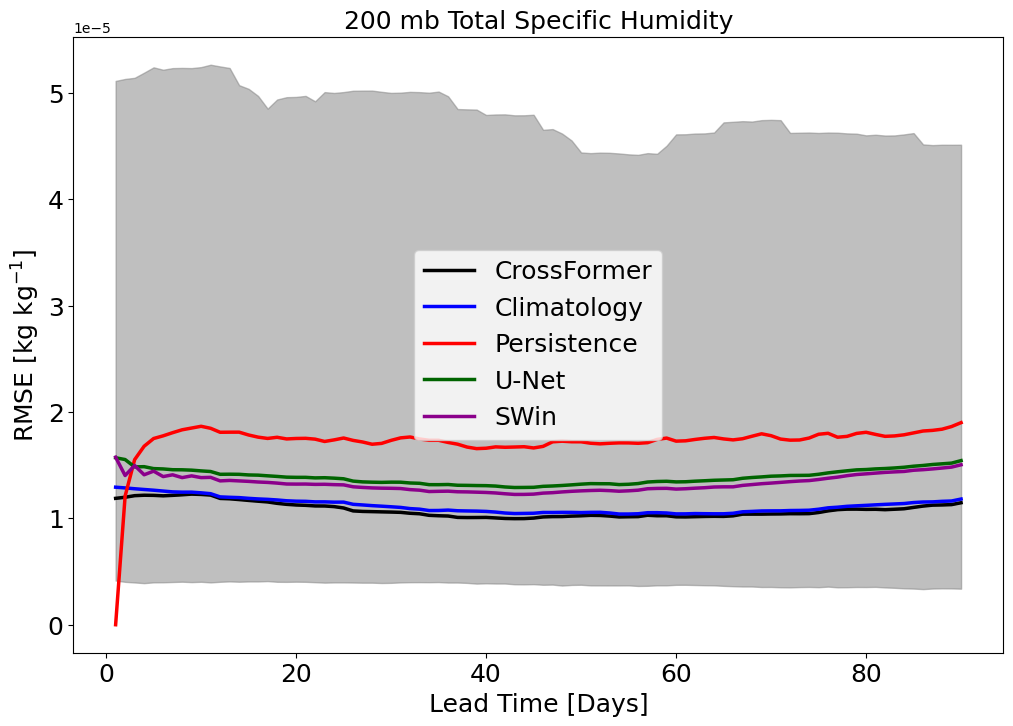 200 mb Total Specific Humidity
1e−5
5
4
3
2
1
0
RMSE [kg kg⁻¹]
CrossFormer
Climatology
Persistence
U-Net
SWin
0 20 40 60 80
Lead Time [Days]